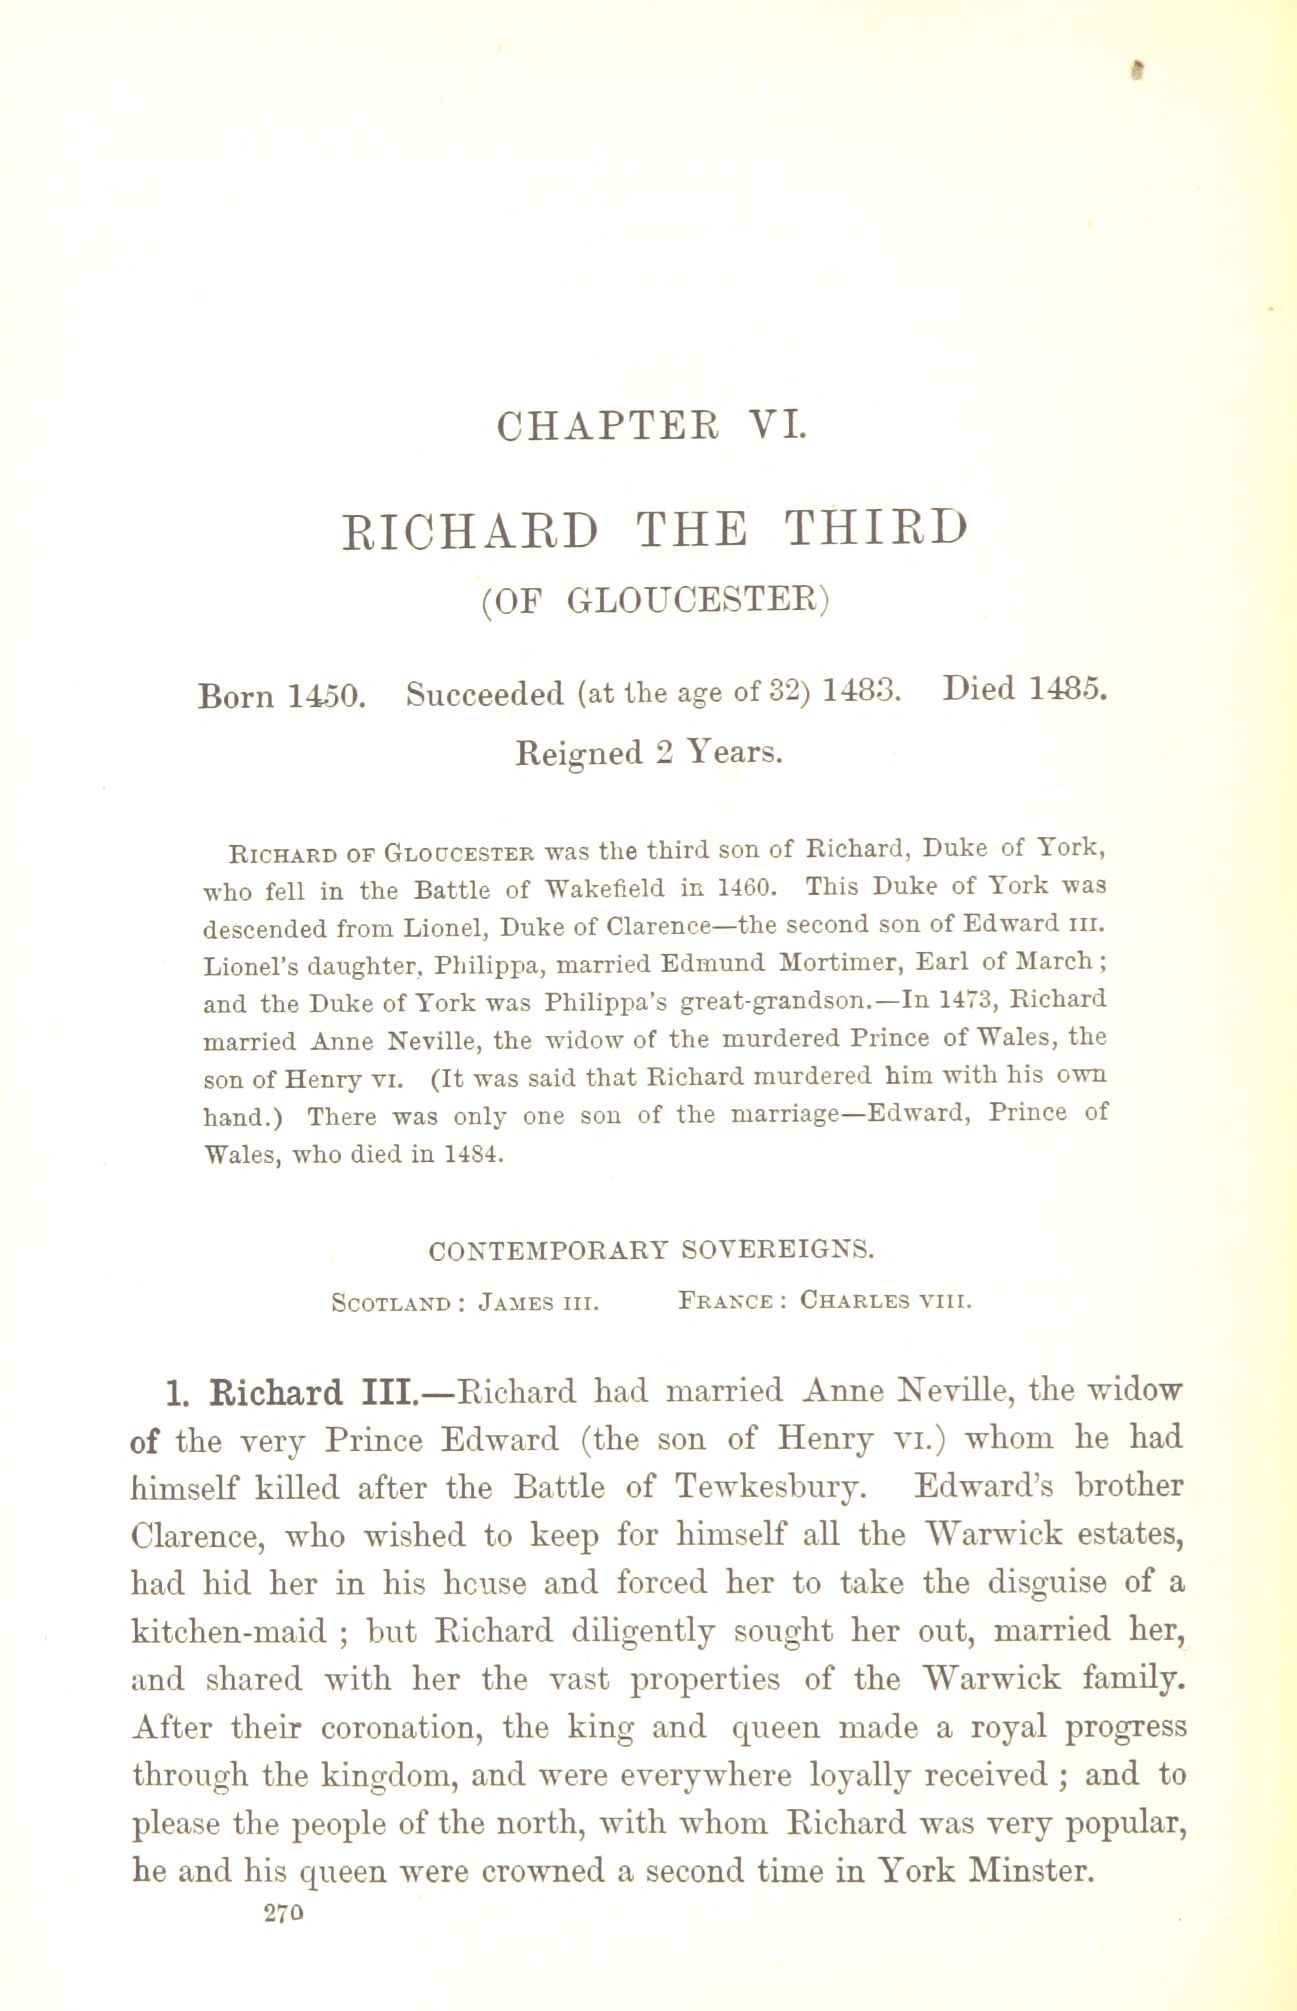 CHAPTER VI.
RICHARD THE THIRD
(OF GLOUCESTER)
Born 1450. Succeeded (at the age of 32) 1483. Died 1485.
Reigned 2 Years.
RICHARD OF GLOUCESTER was the third son of Richard, Duke of York,
who fell in the Battle of Wakefield in 1460. This Duke of York was
descended from Lionel, Duke of Clarence—the second son of Edward III.
Lionel's daughter, Philippa, married Edmund Mortimer, Earl of March;
and the Duke of York was Philippa's great-grandson.—In 1473, Richard
married Anne Neville, the widow of the murdered Prince of Wales, the
son of Henry VI. (It was said that Richard murdered him with his own
hand.) There was only one son of the marriage—Edward, Prince of
Wales, who died in 1484.
CONTEMPORARY SOVEREIGNS.
SCOTLAND: JAMES III. FRANCE: CHARLES VIII.
1. Richard III.—Richard had married Anne Neville, the widow
of the very Prince Edward (the son of Henry VI.) whom he had
himself killed after the Battle of Tewkesbury. Edward's brother
Clarence, who wished to keep for himself all the Warwick estates,
had hid her in his house and forced her to take the disguise of a
kitchen-maid; but Richard diligently sought her out, married her,
and shared with her the vast properties of the Warwick family.
After their coronation, the king and queen made a royal progress
through the kingdom, and were everywhere loyally received; and to
please the people of the north, with whom Richard was very popular,
he and his queen were crowned a second time in York Minster.
270